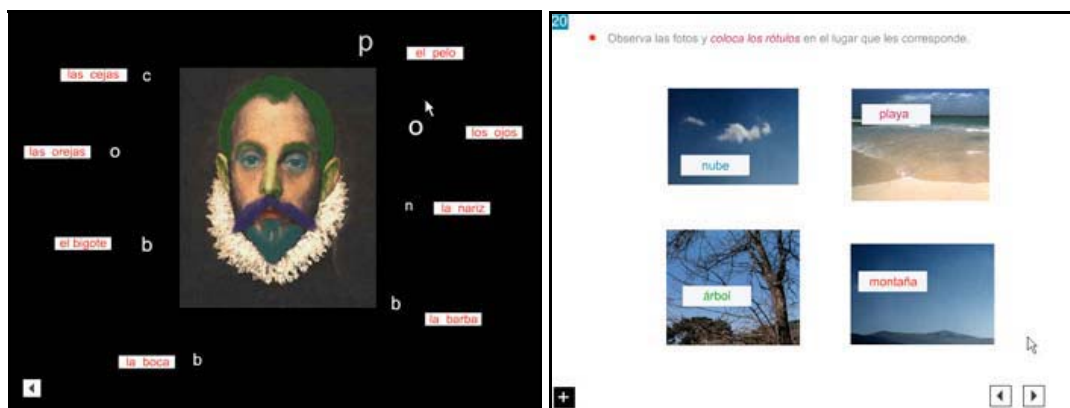 p
el pelo
las cejas
c
o
los ojos
las orejas
o
n
la nariz
el bigote
b
b
la barba
la boca
b
20
Observa las fotos y coloca los rótulos en el lugar que les corresponde.
nube
playa
árbol
montaña